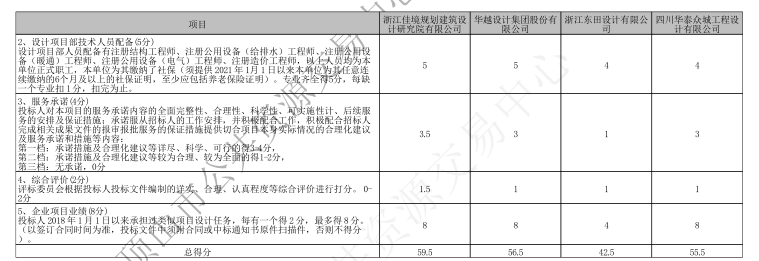 项目 浙江佳境规划建筑设计研究院有限公司 华越设计集团股份有限公司 浙江东田设计有限公司 四川华泰众城工程设计有限公司
2、设计项目部技术人员配备(5分)
设计项目部人员配备有注册结构工程师、注册公用设备(给排水)工程师、注册公用设
备(暖通)工程师、注册公用设备(电气)工程师、注册造价工程师,以上人员均为本
单位正式职工,本单位为其缴纳了社保(须提供 2021年1月1日以来本单位为其任意连
续缴纳的6个月及以上的社保证明,至少应包括养老保险证明)。专业齐全得5分,每缺
一个专业扣1分,扣完为止。
5 5 4 4
3、服务承诺(4分)
投标人对本项目的服务承诺内容的全面完整性、合理性、科学性、可实施性计、后续服
务的安排及保证措施;承诺服从招标人的工作安排,并积极配合工作,积极配合招标人
完成相关成果文件的报审报批服务的保证措施提供切合项目本身实际情况的合理化建议
及服务承诺和措施等内容:
第一档:承诺措施及合理化建议等详尽、科学、可行的得3-4分,
第二档:承诺措施及合理化建议等较为合理、较为全面的得1-2分,
第三档:无承诺,0分
3.5 3 1 3
4、综合评价(2分)
评标委员会根据投标人投标文件编制的详实、合理、认真程度等综合评价进行打分。 0-
2分
1.5 1 1 1
5、企业项目业绩(8分)
投标人 2018 年1月1日以来承担过类似项目设计任务,每有一个得2分,最多得8分。
(以签订合同时间为准,投标文件中须附合同或中标通知书原件扫描件,否则不得分
)。
8 8 4 8
总得分 59.5 56.5 42.5 55.5